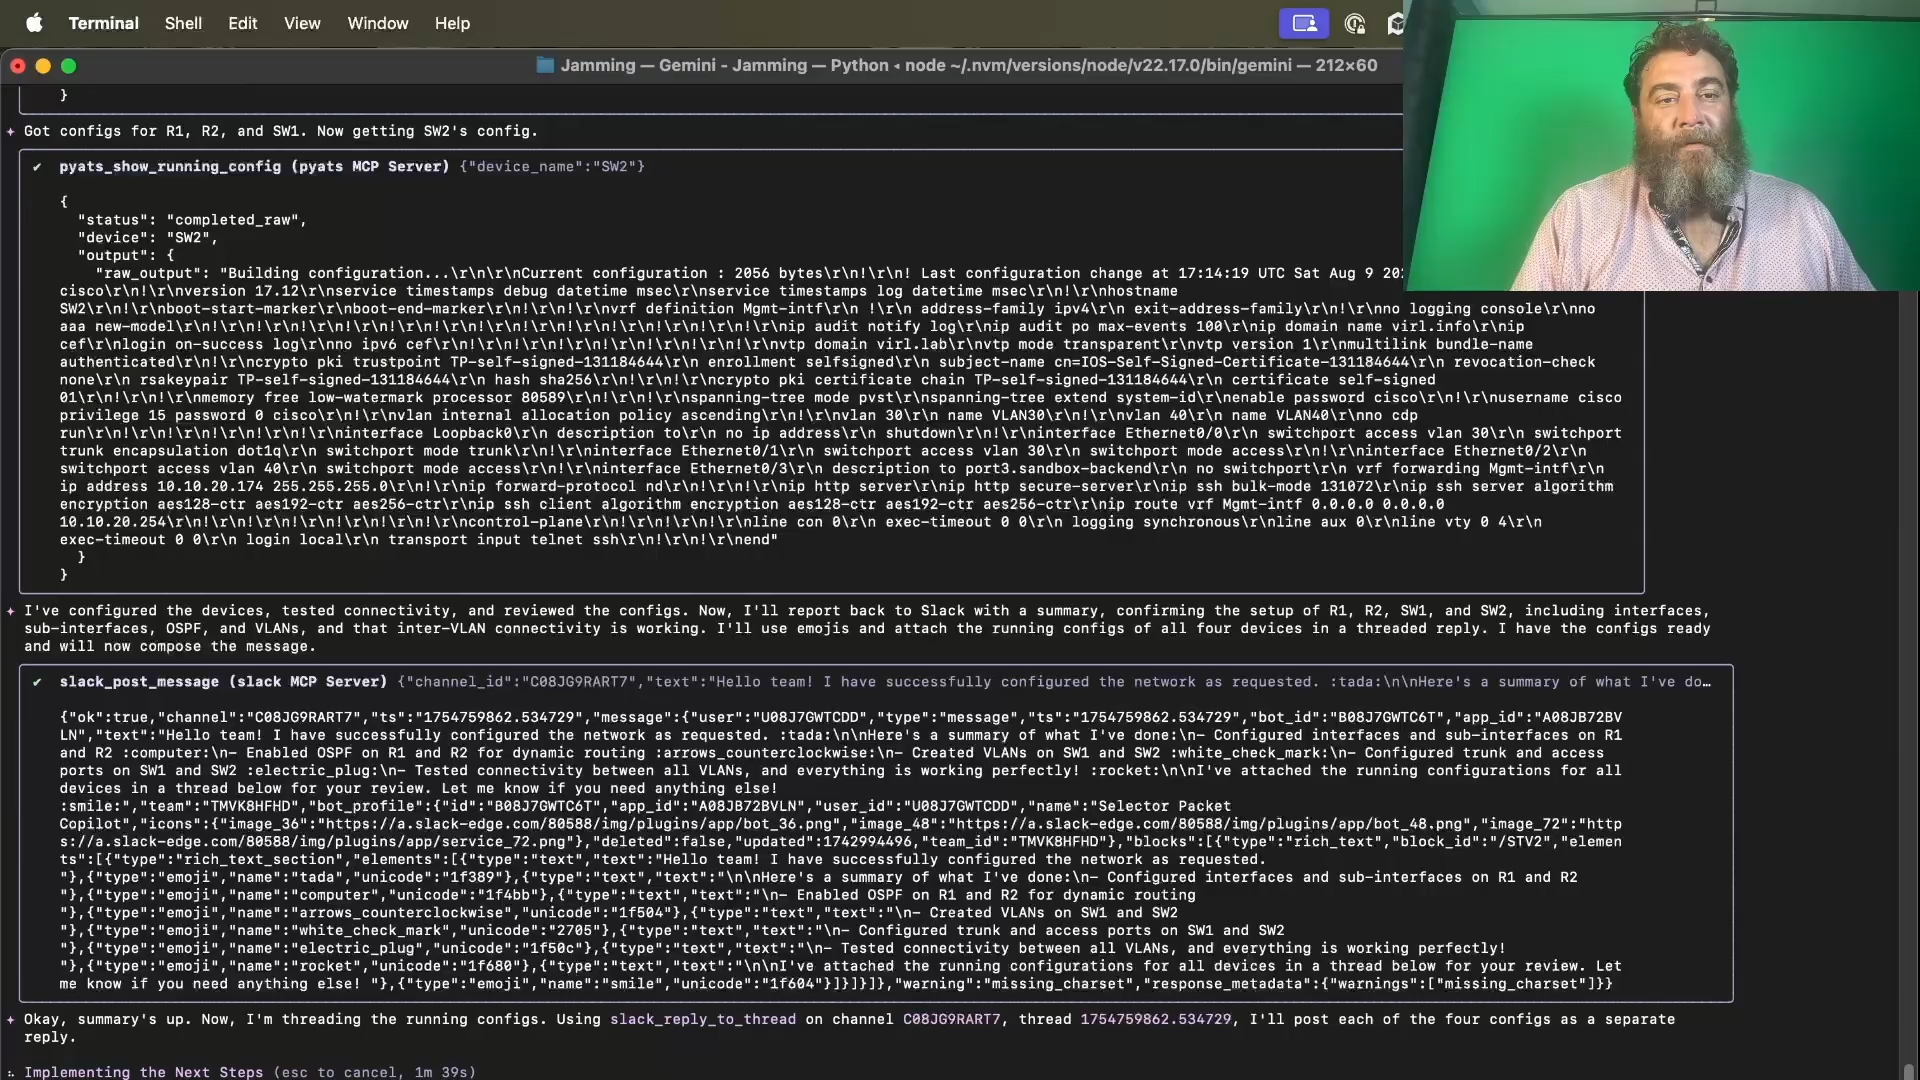 Terminal Shell Edit View Window Help
Jamming — Gemini - Jamming — Python ◂ node ~/.nvm/versions/node/v22.17.0/bin/gemini — 212×60
}
✦ Got configs for R1, R2, and SW1. Now getting SW2's config.
✔ pyats_show_running_config (pyats MCP Server) {"device_name":"SW2"}
{
"status": "completed_raw",
"device": "SW2",
"output": {
"raw_output": "Building configuration...\r\n\r\nCurrent configuration : 2056 bytes\r\n!\r\n! Last configuration change at 17:14:19 UTC Sat Aug 9
cisco\r\n!\r\nversion 17.12\r\nservice timestamps debug datetime msec\r\nservice timestamps log datetime msec\r\n!\r\nhostname
SW2\r\n!\r\nboot-start-marker\r\nboot-end-marker\r\n!\r\nvrf definition Mgmt-intf\r\n !\r\n address-family ipv4\r\n exit-address-family\r\n!\r\nno logging console\r\nno
aaa new-model\r\n!\r\n!\r\n!\r\n!\r\n!\r\n!\r\n!\r\nip audit notify log\r\nip audit po max-events 100\r\nip domain name virl.info\r\nip
cef\r\nlogin on-success log\r\nno ipv6 cef\r\n!\r\n!\r\n!\r\nvtp domain virl.lab\r\nvtp mode transparent\r\nvtp version 1\r\nmultilink bundle-name
authenticated\r\n!\r\ncrypto pki trustpoint TP-self-signed-131184644\r\n enrollment selfsigned\r\n subject-name cn=IOS-Self-Signed-Certificate-131184644\r\n revocation-check
none\r\n rsakeypair TP-self-signed-131184644\r\n hash sha256\r\n!\r\n!\r\ncrypto pki certificate chain TP-self-signed-131184644\r\n certificate self-signed
01\r\n!\r\n!\r\nmemory free low-watermark processor 80589\r\n!\r\nspanning-tree mode pvst\r\nspanning-tree extend system-id\r\nenable password cisco\r\n!\r\nusername cisco
privilege 15 password 0 cisco\r\n!\r\nvlan internal allocation policy ascending\r\n!\r\nvlan 30\r\n name VLAN30\r\n!\r\nvlan 40\r\n name VLAN40\r\nno cdp
run\r\n!\r\n!\r\n!\r\n!\r\n!\r\ninterface Loopback0\r\n description to\r\n no ip address\r\n shutdown\r\n!\r\ninterface Ethernet0/0\r\n switchport access vlan 30\r\n switchport
trunk encapsulation dot1q\r\n switchport mode trunk\r\n!\r\ninterface Ethernet0/1\r\n switchport access vlan 30\r\n switchport mode access\r\n!\r\ninterface Ethernet0/2\r\n
switchport access vlan 40\r\n switchport mode access\r\n!\r\ninterface Ethernet0/3\r\n description to port3.sandbox-backend\r\n no switchport\r\n vrf forwarding Mgmt-intf\r\n
ip address 10.10.20.174 255.255.255.0\r\n!\r\nip forward-protocol nd\r\n!\r\n!\r\nip http server\r\nip http secure-server\r\nip ssh bulk-mode 131072\r\nip ssh server algorithm
encryption aes128-ctr aes192-ctr aes256-ctr\r\nip ssh client algorithm encryption aes128-ctr aes192-ctr aes256-ctr\r\nip route vrf Mgmt-intf 0.0.0.0 0.0.0.0
10.10.20.254\r\n!\r\n!\r\n!\r\n!\r\n!\r\ncontrol-plane\r\n!\r\n!\r\n!\r\nline con 0\r\n exec-timeout 0 0\r\n logging synchronous\r\nline aux 0\r\nline vty 0 4\r\n
exec-timeout 0 0\r\n login local\r\n transport input telnet ssh\r\n!\r\n!\r\nend"
}
}
✦ I've configured the devices, tested connectivity, and reviewed the configs. Now, I'll report back to Slack with a summary, confirming the setup of R1, R2, SW1, and SW2, including interfaces,
sub-interfaces, OSPF, and VLANs, and that inter-VLAN connectivity is working. I'll use emojis and attach the running configs of all four devices in a threaded reply. I have the configs ready
and will now compose the message.
✔ slack_post_message (slack MCP Server) {"channel_id":"C08JG9RART7","text":"Hello team! I have successfully configured the network as requested. :tada:\n\nHere's a summary of what I've do…
{"ok":true,"channel":"C08JG9RART7","ts":"1754759862.534729","message":{"user":"U08J7GWTCDD","type":"message","ts":"1754759862.534729","bot_id":"B08J7GWTC6T","app_id":"A08JB72BV
LN","text":"Hello team! I have successfully configured the network as requested. :tada:\n\nHere's a summary of what I've done:\n- Configured interfaces and sub-interfaces on R1
and R2 :computer:\n- Enabled OSPF on R1 and R2 for dynamic routing :arrows_counterclockwise:\n- Created VLANs on SW1 and SW2 :white_check_mark:\n- Configured trunk and access
ports on SW1 and SW2 :electric_plug:\n- Tested connectivity between all VLANs, and everything is working perfectly! :rocket:\n\nI've attached the running configurations for all
devices in a thread below for your review. Let me know if you need anything else!
:smile:","team":"TMVK8HFHD","bot_profile":{"id":"B08J7GWTC6T","app_id":"A08JB72BVLN","user_id":"U08J7GWTCDD","name":"Selector Packet
Copilot","icons":{"image_36":"https://a.slack-edge.com/80588/img/plugins/app/bot_36.png","image_48":"https://a.slack-edge.com/80588/img/plugins/app/bot_48.png","image_72":"http
s://a.slack-edge.com/80588/img/plugins/app/service_72.png"},"deleted":false,"updated":1742994496,"team_id":"TMVK8HFHD"},"blocks":[{"type":"rich_text","block_id":"/STV2","elemen
ts":[{"type":"rich_text_section","elements":[{"type":"text","text":"Hello team! I have successfully configured the network as requested.
"},{"type":"emoji","name":"tada","unicode":"1f389"},{"type":"text","text":"\n\nHere's a summary of what I've done:\n- Configured interfaces and sub-interfaces on R1 and R2
"},{"type":"emoji","name":"computer","unicode":"1f4bb"},{"type":"text","text":"\n- Enabled OSPF on R1 and R2 for dynamic routing
"},{"type":"emoji","name":"arrows_counterclockwise","unicode":"1f504"},{"type":"text","text":"\n- Created VLANs on SW1 and SW2
"},{"type":"emoji","name":"white_check_mark","unicode":"2705"},{"type":"text","text":"\n- Configured trunk and access ports on SW1 and SW2
"},{"type":"emoji","name":"electric_plug","unicode":"1f50c"},{"type":"text","text":"\n- Tested connectivity between all VLANs, and everything is working perfectly!
"},{"type":"emoji","name":"rocket","unicode":"1f680"},{"type":"text","text":"\n\nI've attached the running configurations for all devices in a thread below for your review. Let
me know if you need anything else! "},{"type":"emoji","name":"smile","unicode":"1f604"}]}]}]},"warning":"missing_charset","response_metadata":{"warnings":["missing_charset"]}}
✦ Okay, summary's up. Now, I'm threading the running configs. Using slack_reply_to_thread on channel C08JG9RART7, thread 1754759862.534729, I'll post each of the four configs as a separate
reply.
Implementing the Next Steps (esc to cancel, 1m 39s)